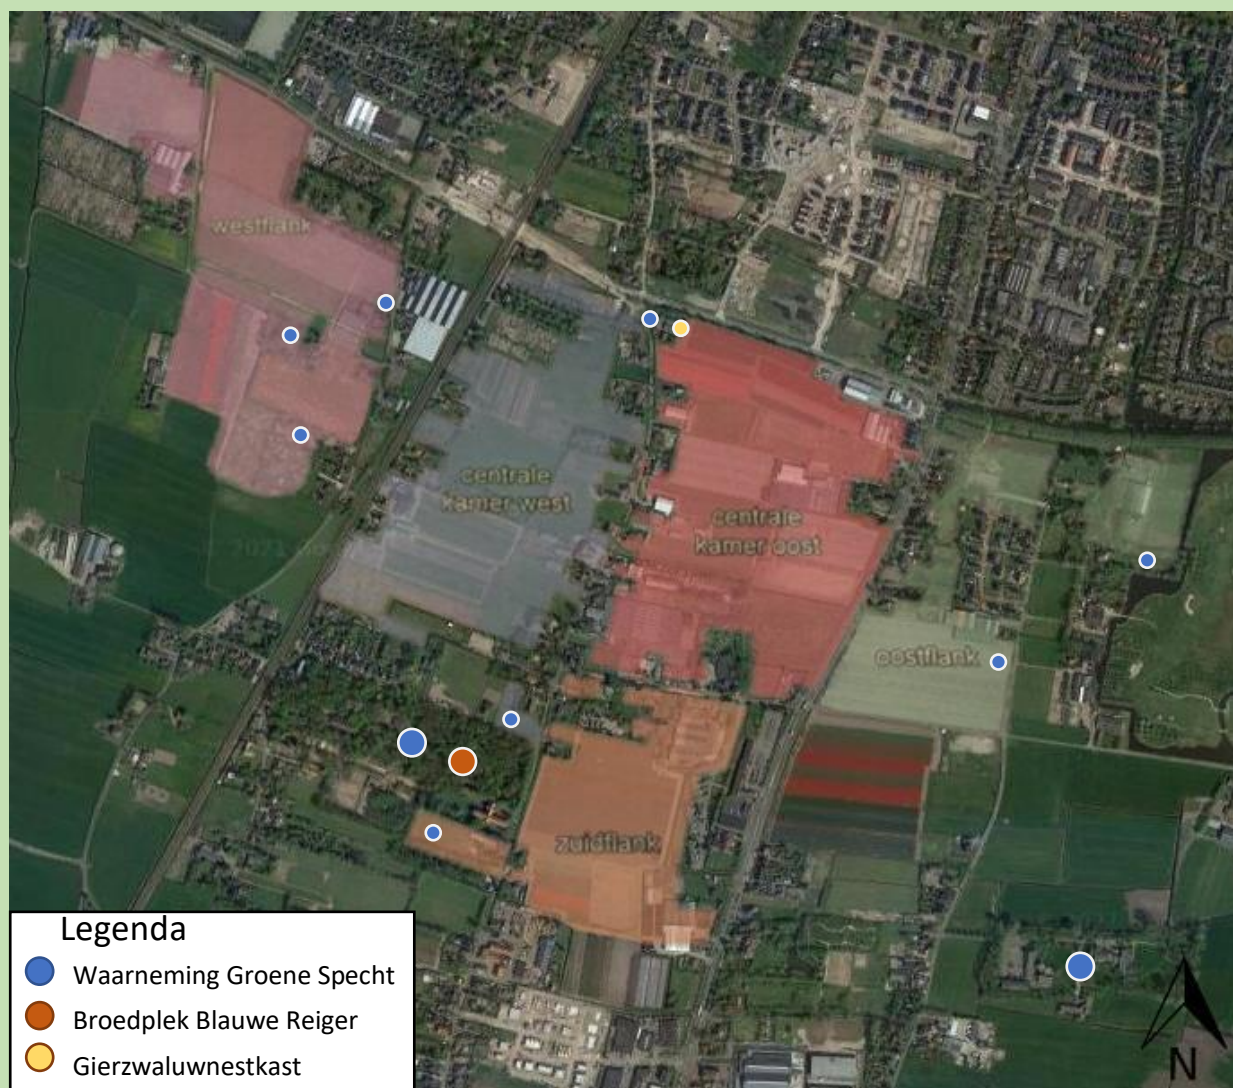 westflank
centrale
kamer west
centrale
kamer oost
oostflank
zuidflank
Legenda
Waarneming Groene Specht
Broedplek Blauwe Reiger
Gierzwaluwnestkast
N